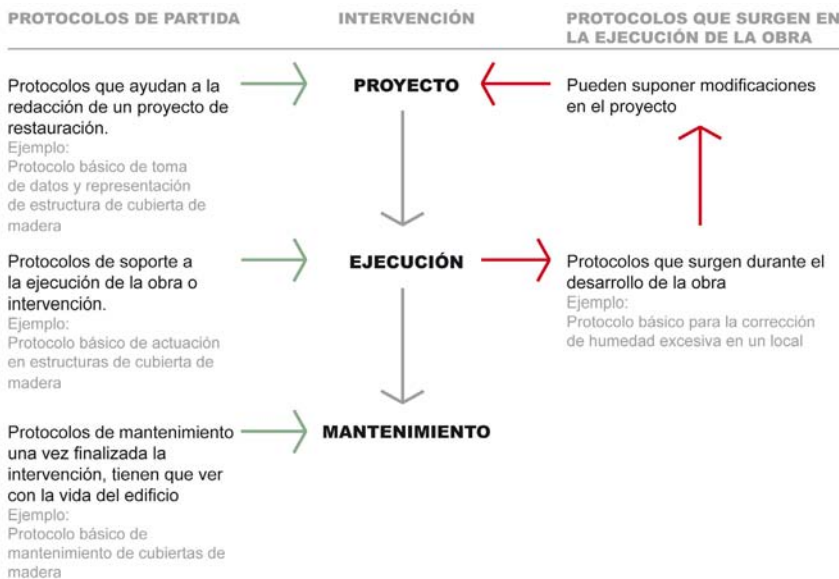 PROTOCOLOS DE PARTIDA
INTERVENCIÓN
PROTOCOLOS QUE SURGEN EN
LA EJECUCIÓN DE LA OBRA
Protocolos que ayudan a la
redacción de un proyecto de
restauración.
Ejemplo:
Protocolo básico de toma
de datos y representación
de estructura de cubierta de
madera
PROYECTO
Pueden suponer modificaciones
en el proyecto
Protocolos de soporte a
la ejecución de la obra o
intervención.
Ejemplo:
Protocolo básico de actuación
en estructuras de cubierta de
madera
EJECUCIÓN
Protocolos que surgen durante el
desarrollo de la obra
Ejemplo:
Protocolo básico para la corrección
de humedad excesiva en un local
Protocolos de mantenimiento
una vez finalizada la
intervención, tienen que ver
con la vida del edificio
Ejemplo:
Protocolo básico de
mantenimiento de cubiertas de
madera
MANTENIMIENTO